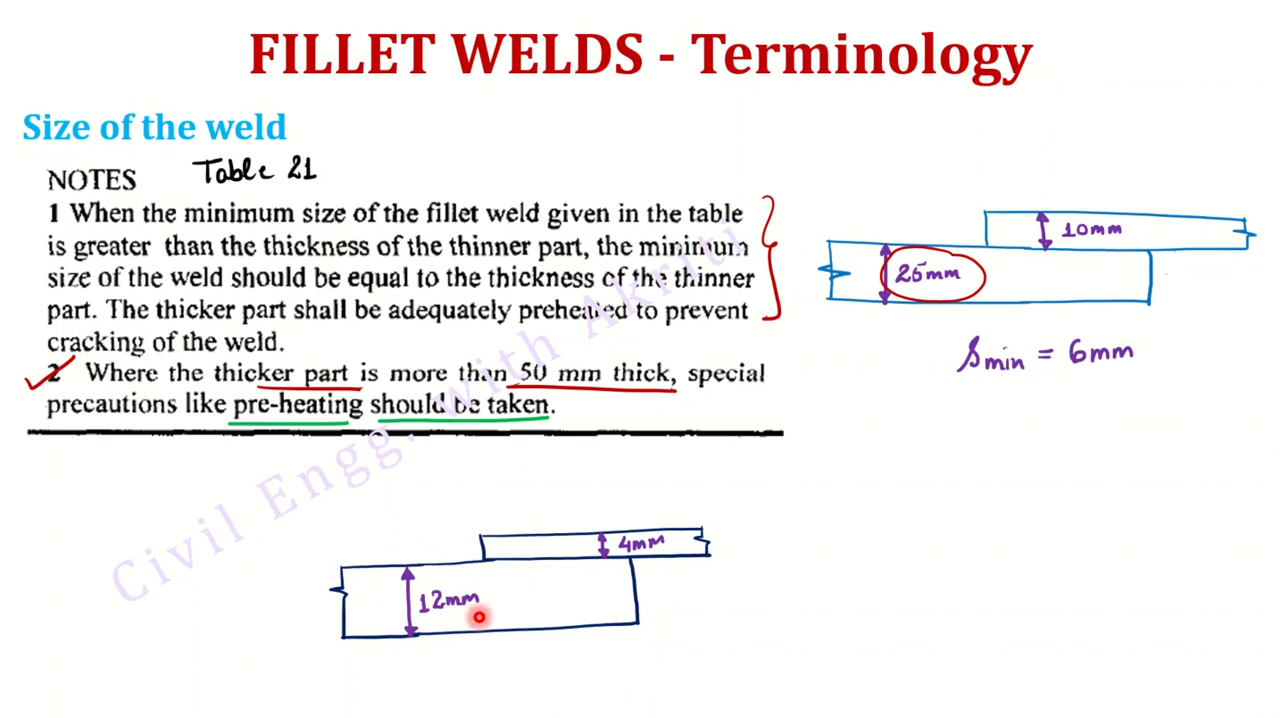 FILLET WELDS - Terminology
Size of the weld
NOTES Table 21
1 When the minimum size of the fillet weld given in the table
is greater than the thickness of the thinner part, the minimum
size of the weld should be equal to the thickness of the thinner
part. The thicker part shall be adequately preheated to prevent
cracking of the weld.
2 Where the thicker part is more than 50 mm thick, special
precautions like pre-heating should be taken.
10mm
25mm
Smin = 6mm
4mm
12mm
Civil Engg. with Akriti